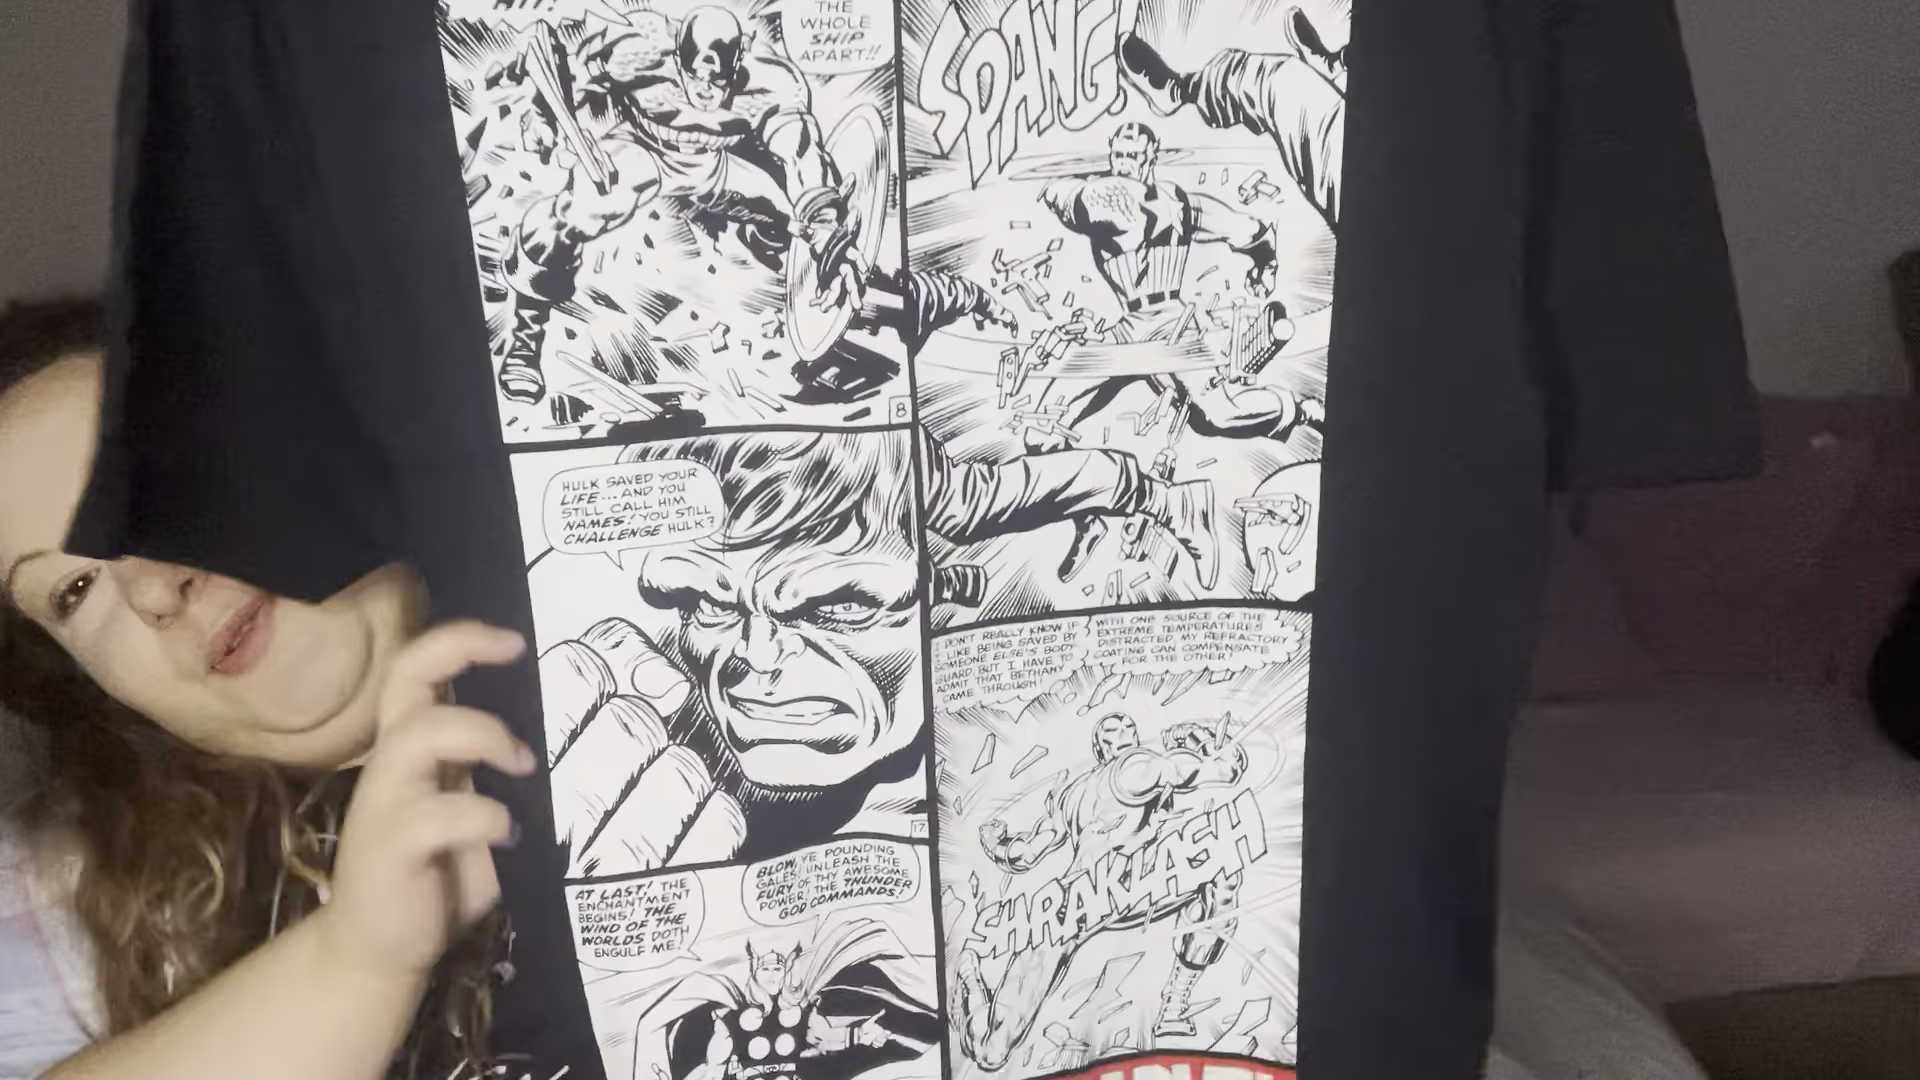 HIT!
THE
WHOLE
SHIP
APART!!
8
SPANG!
HULK SAVED YOUR
LIFE... AND YOU
STILL CALL HIM
NAMES! YOU STILL
CHALLENGE HULK?
17
I DON'T REALLY KNOW IF
I LIKE BEING SAVED BY
SOMEONE ELSE'S BODY-
GUARD, BUT I HAVE TO
ADMIT THAT BETHANY
CAME THROUGH!
WITH ONE SOURCE OF THE
EXTREME TEMPERATURES
DISTRACTED, MY REFRACTORY
COATING CAN COMPENSATE
FOR THE OTHER!
SHRAKLASH
AT LAST! THE
ENCHANTMENT
BEGINS! THE
WIND OF THE
WORLDS DOTH
ENGULF ME!
BLOW, YE POUNDING
GALES! UNLEASH THE
FURY OF THY AWESOME
POWER! THE THUNDER
GOD COMMANDS!